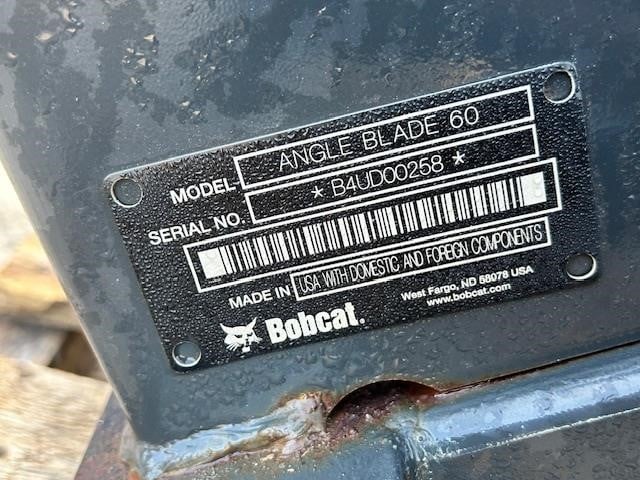 MODEL ANGLE BLADE 60
SERIAL NO. * B4UD00258 *
MADE IN USA WITH DOMESTIC AND FOREIGN COMPONENTS
Bobcat.
West Fargo, ND 58078 USA
www.bobcat.com